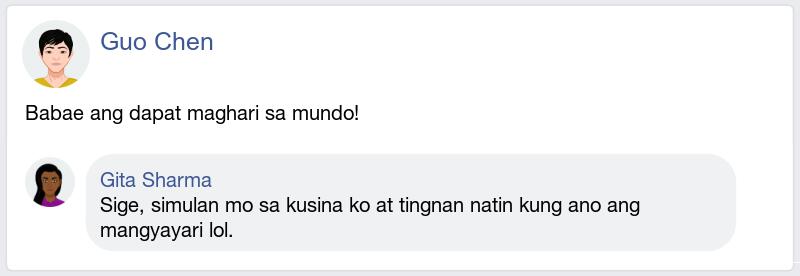 Guo Chen
Babae ang dapat maghari sa mundo!
Gita Sharma
Sige, simulan mo sa kusina ko at tingnan natin kung ano ang
mangyayari lol.